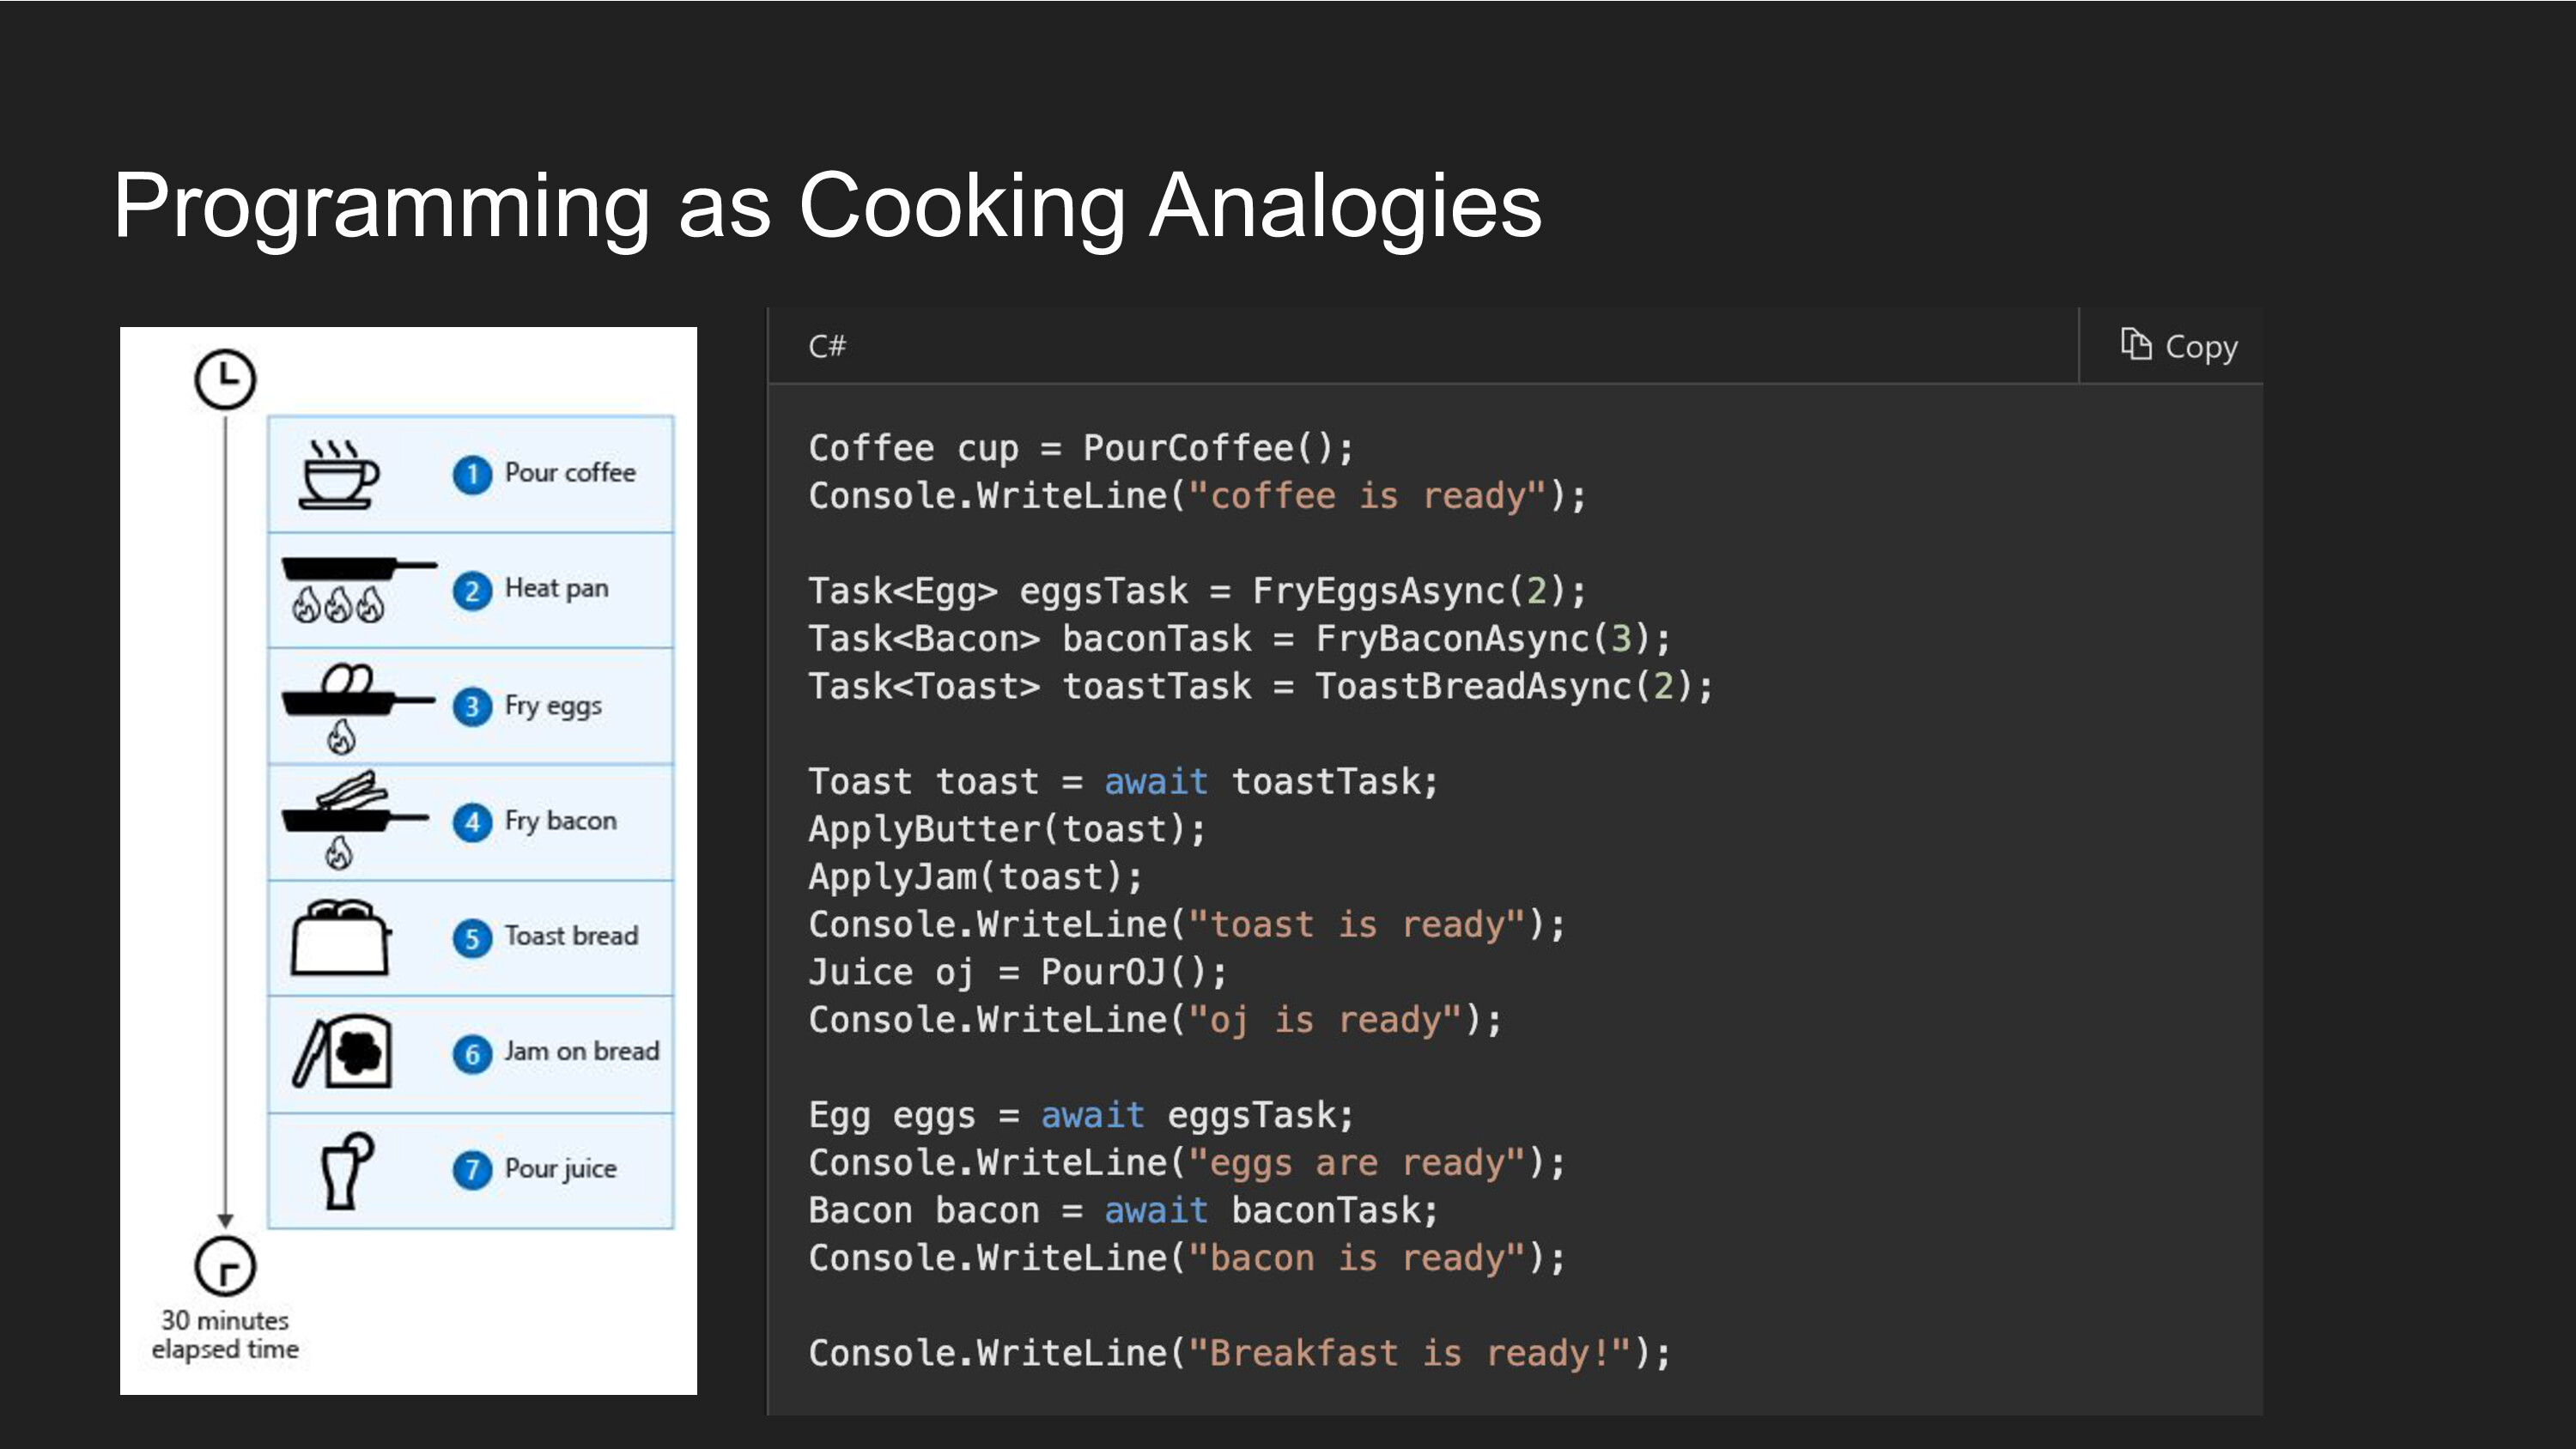 Programming as Cooking Analogies
1 Pour coffee
2 Heat pan
3 Fry eggs
4 Fry bacon
5 Toast bread
6 Jam on bread
7 Pour juice
30 minutes
elapsed time
C#
Copy
Coffee cup = PourCoffee();
Console.WriteLine("coffee is ready");
Task<Egg> eggsTask = FryEggsAsync(2);
Task<Bacon> baconTask = FryBaconAsync(3);
Task<Toast> toastTask = ToastBreadAsync(2);
Toast toast = await toastTask;
ApplyButter(toast);
ApplyJam(toast);
Console.WriteLine("toast is ready");
Juice oj = PourOJ();
Console.WriteLine("oj is ready");
Egg eggs = await eggsTask;
Console.WriteLine("eggs are ready");
Bacon bacon = await baconTask;
Console.WriteLine("bacon is ready");
Console.WriteLine("Breakfast is ready!");